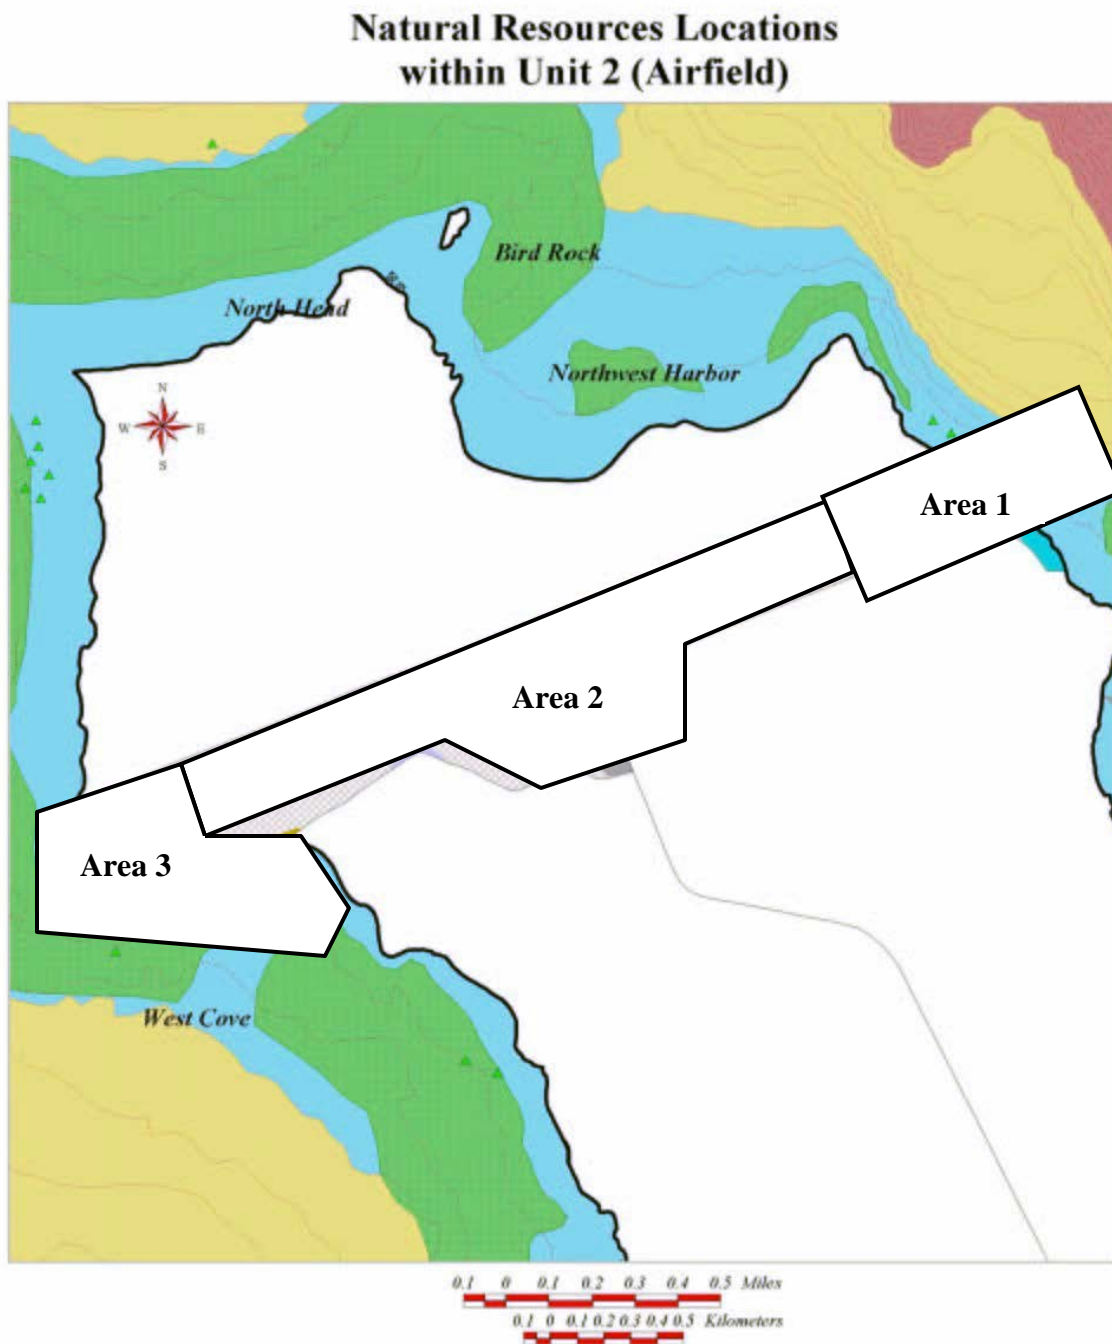 Natural Resources Locations
within Unit 2 (Airfield)
Bird Rock
North Head
Northwest Harbor
N
W E
S
Area 1
Area 2
Area 3
West Cove
0.1 0 0.1 0.2 0.3 0.4 0.5 Miles
0.1 0 0.1 0.2 0.3 0.4 0.5 Kilometers